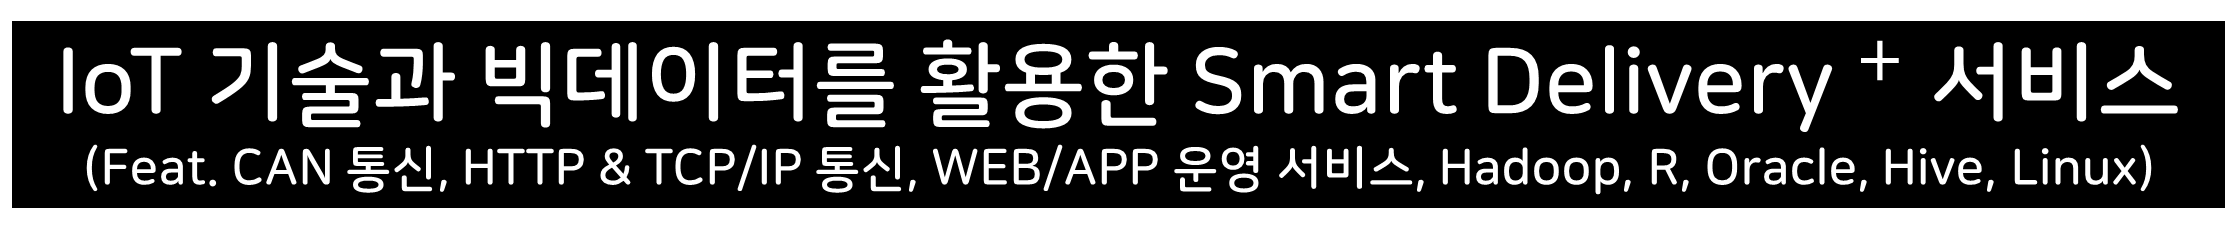 IoT 기술과 빅데이터를 활용한 Smart Delivery + 서비스
(Feat. CAN 통신, HTTP & TCP/IP 통신, WEB/APP 운영 서비스, Hadoop, R, Oracle, Hive, Linux)